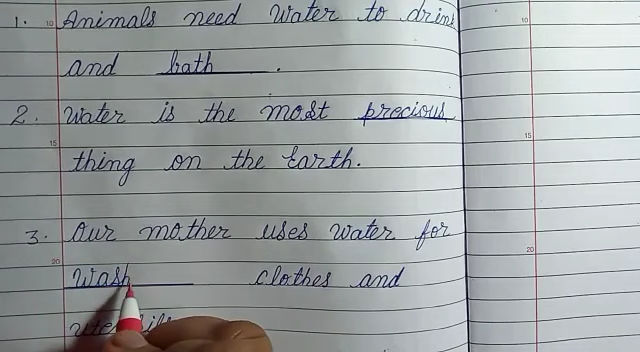 1. Animals need Water to drink
and bath .
2. Water is the most precious
thing on the Earth.
3. Our mother uses water for
Wash clothes and